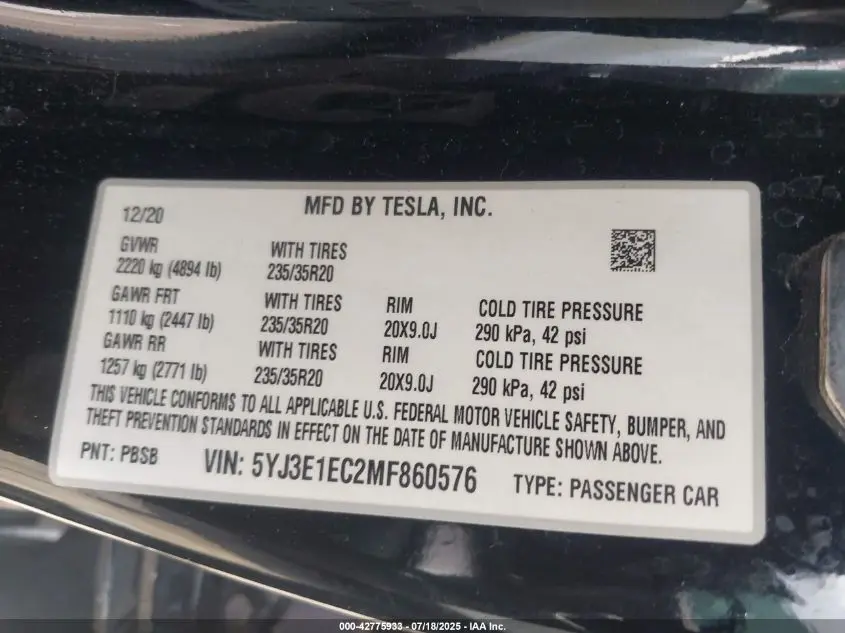 MFD BY TESLA, INC.
12/20
GVWR
2220 kg (4894 lb)
WITH TIRES
235/35R20
GAWR FRT
1110 kg (2447 lb)
WITH TIRES
235/35R20
RIM
20X9.0J
COLD TIRE PRESSURE
290 kPa, 42 psi
GAWR RR
1257 kg (2771 lb)
WITH TIRES
235/35R20
RIM
20X9.0J
COLD TIRE PRESSURE
290 kPa, 42 psi
THIS VEHICLE CONFORMS TO ALL APPLICABLE U.S. FEDERAL MOTOR VEHICLE SAFETY, BUMPER, AND
THEFT PREVENTION STANDARDS IN EFFECT ON THE DATE OF MANUFACTURE SHOWN ABOVE.
PNT: PBSB
VIN: 5YJ3E1EC2MF860576
TYPE: PASSENGER CAR
000-42775933 - 07/18/2025 - IAA Inc.